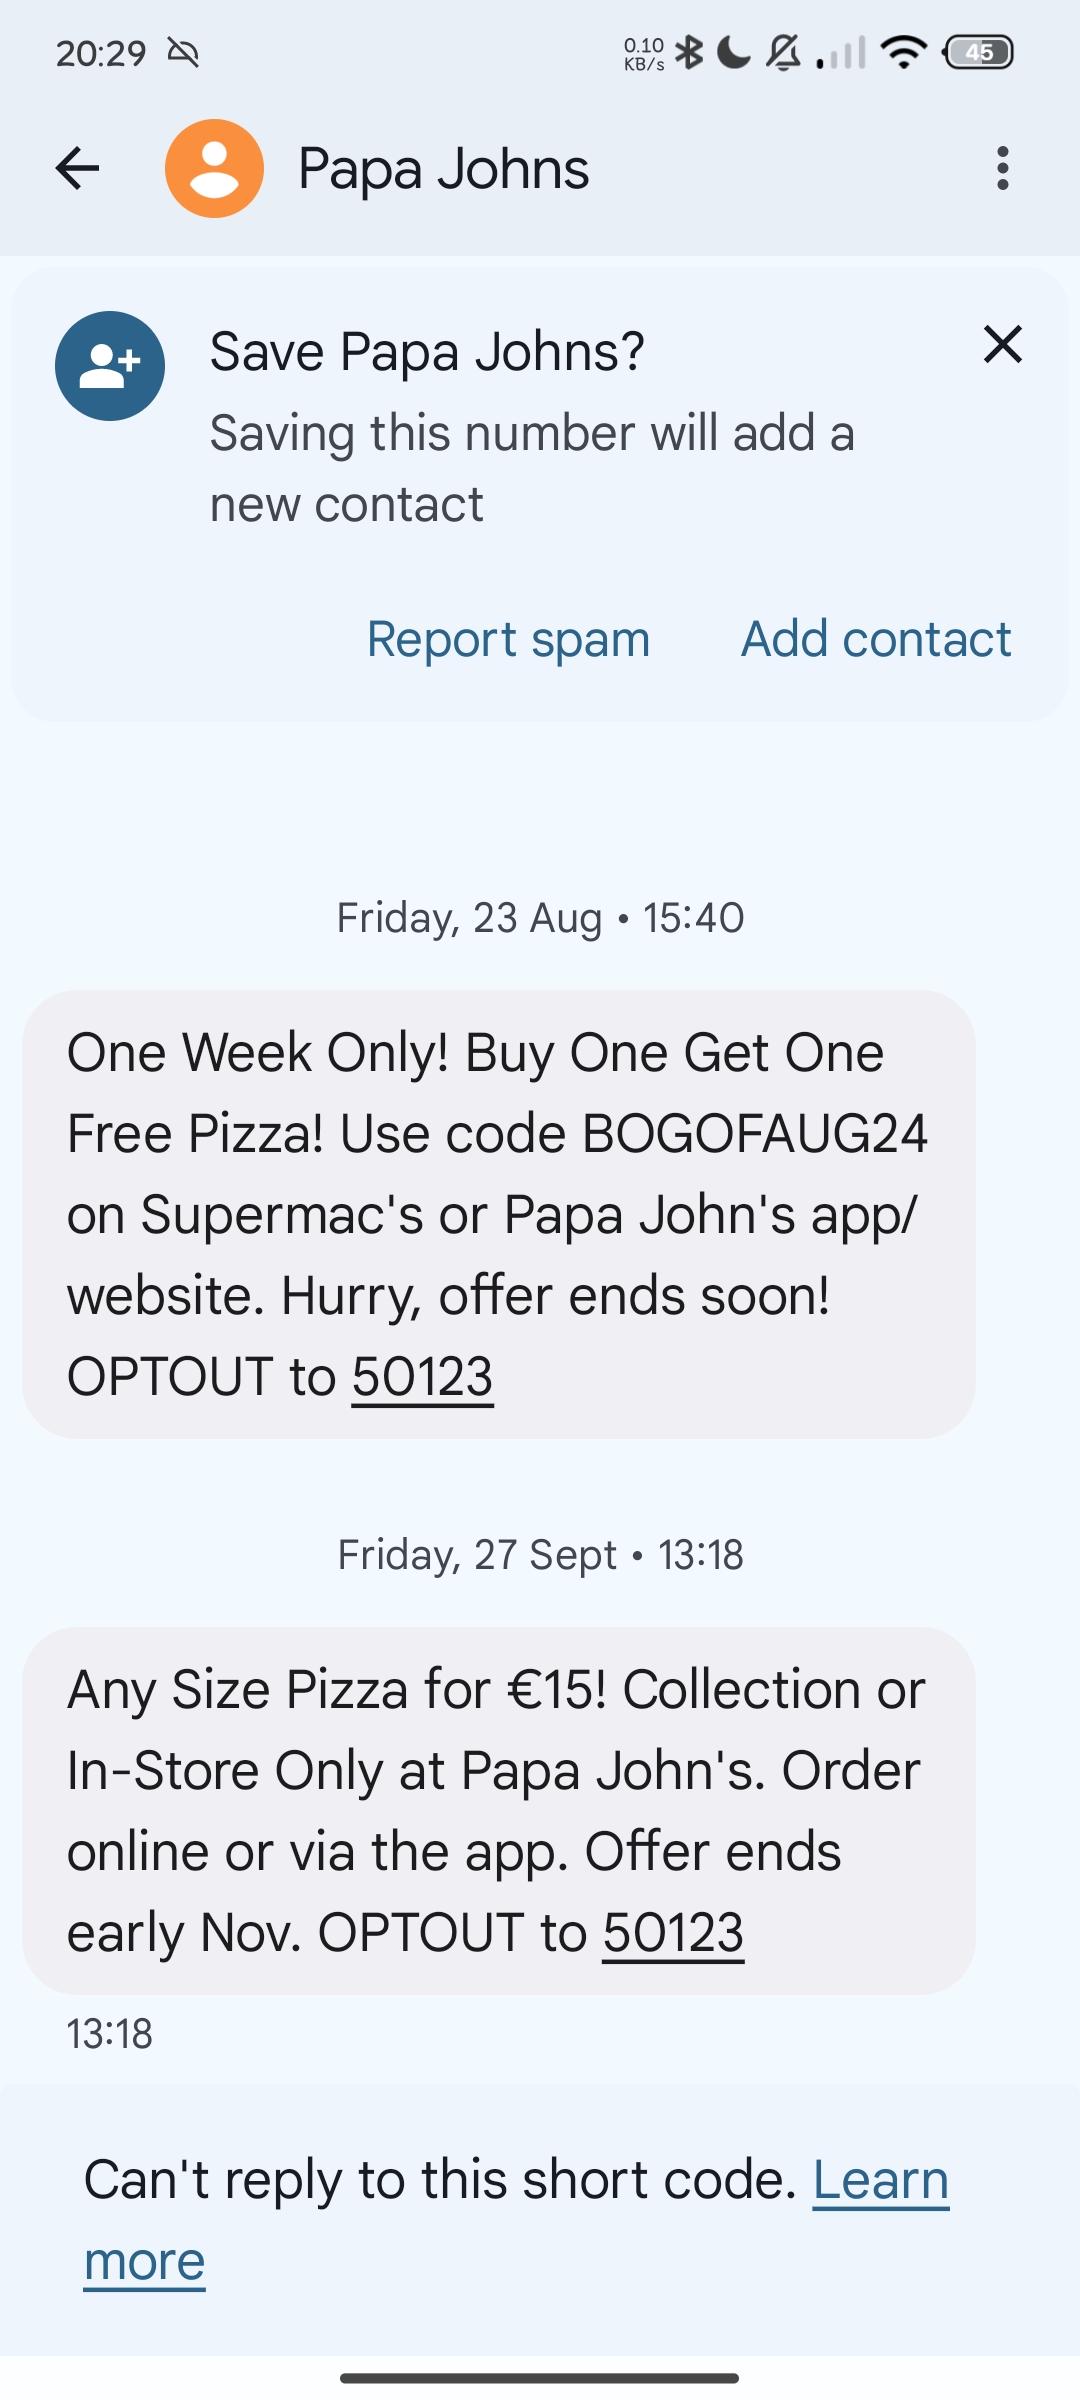 20:29
0.10
KB/s
45
Papa Johns
Save Papa Johns?
Saving this number will add a
new contact
Report spam
Add contact
Friday, 23 Aug • 15:40
One Week Only! Buy One Get One
Free Pizza! Use code BOGOFAUG24
on Supermac's or Papa John's app/
website. Hurry, offer ends soon!
OPTOUT to 50123
Friday, 27 Sept • 13:18
Any Size Pizza for €15! Collection or
In-Store Only at Papa John's. Order
online or via the app. Offer ends
early Nov. OPTOUT to 50123
13:18
Can't reply to this short code. Learn
more